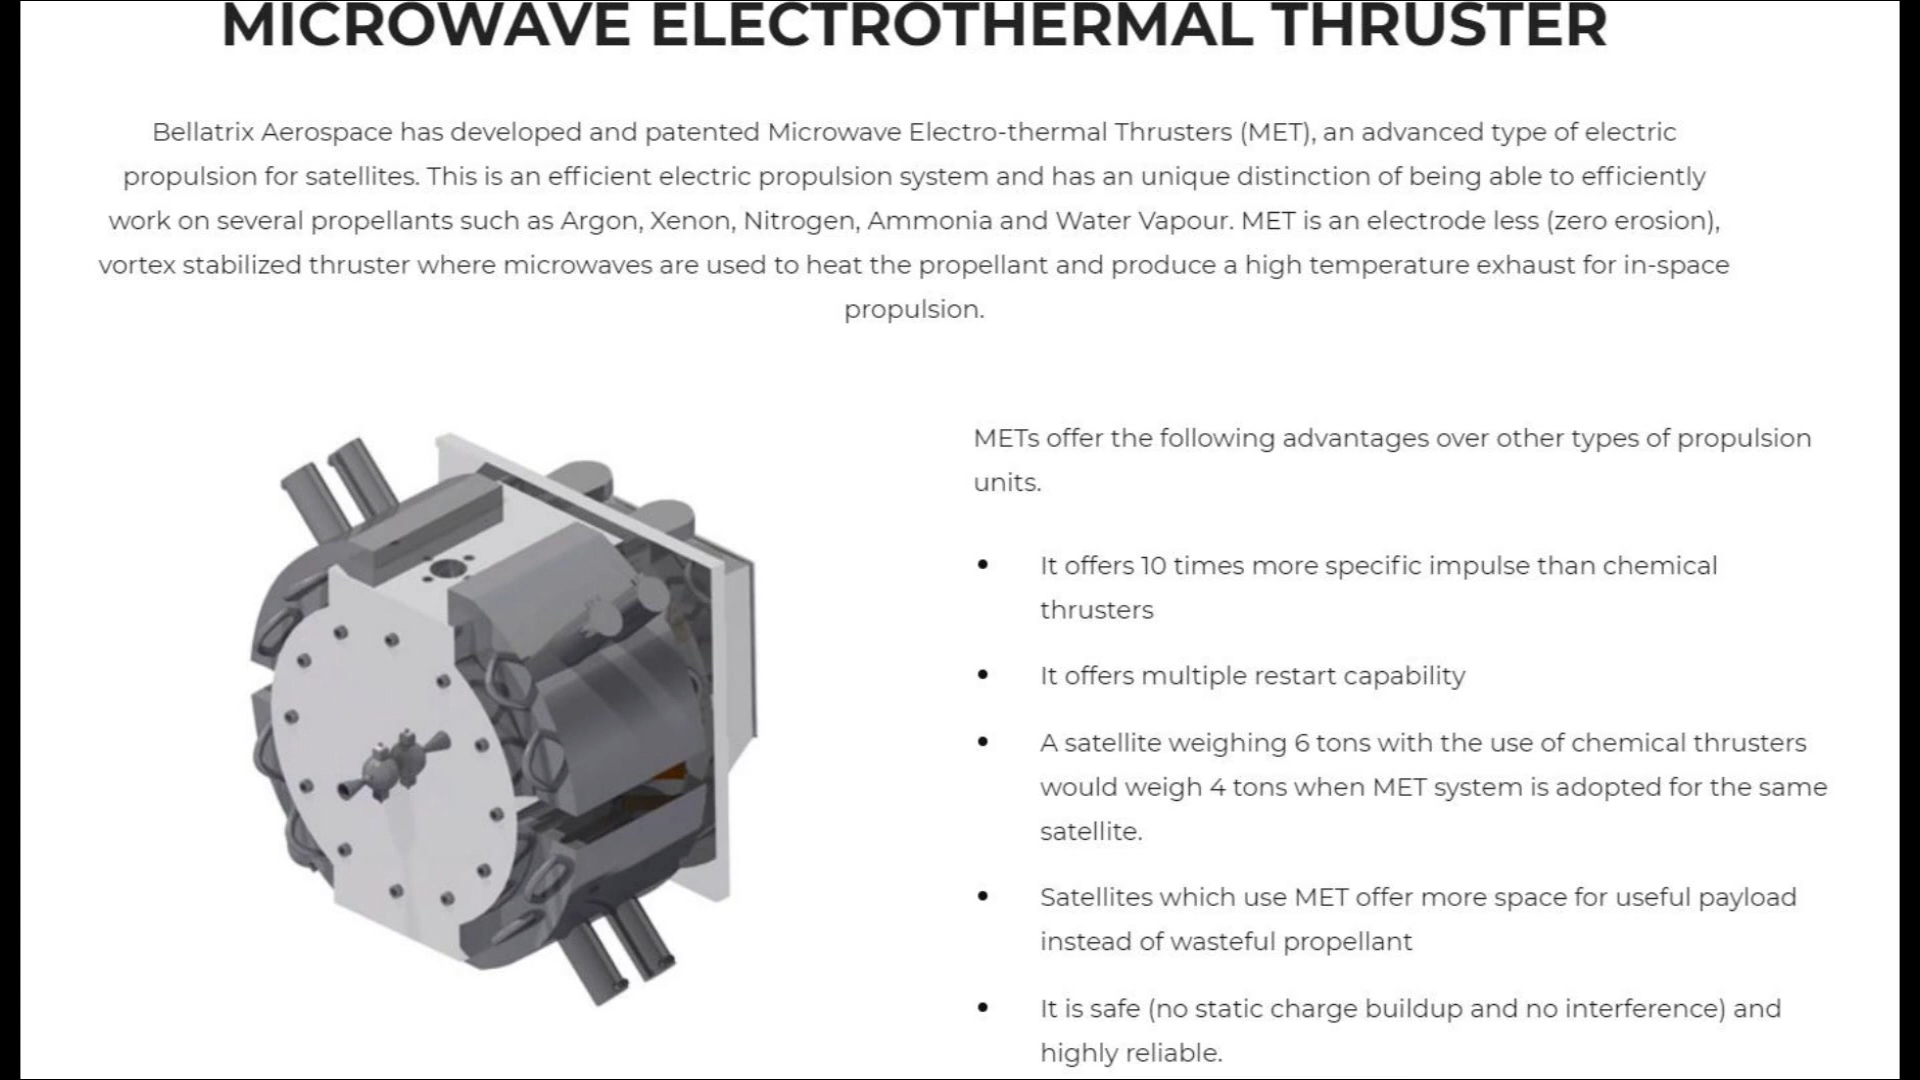 MICROWAVE ELECTROTHERMAL THRUSTER
Bellatrix Aerospace has developed and patented Microwave Electro-thermal Thrusters (MET), an advanced type of electric
propulsion for satellites. This is an efficient electric propulsion system and has an unique distinction of being able to efficiently
work on several propellants such as Argon, Xenon, Nitrogen, Ammonia and Water Vapour. MET is an electrode less (zero erosion),
vortex stabilized thruster where microwaves are used to heat the propellant and produce a high temperature exhaust for in-space
propulsion.
METs offer the following advantages over other types of propulsion
units.
• It offers 10 times more specific impulse than chemical
thrusters
• It offers multiple restart capability
• A satellite weighing 6 tons with the use of chemical thrusters
would weigh 4 tons when MET system is adopted for the same
satellite.
• Satellites which use MET offer more space for useful payload
instead of wasteful propellant
• It is safe (no static charge buildup and no interference) and
highly reliable.